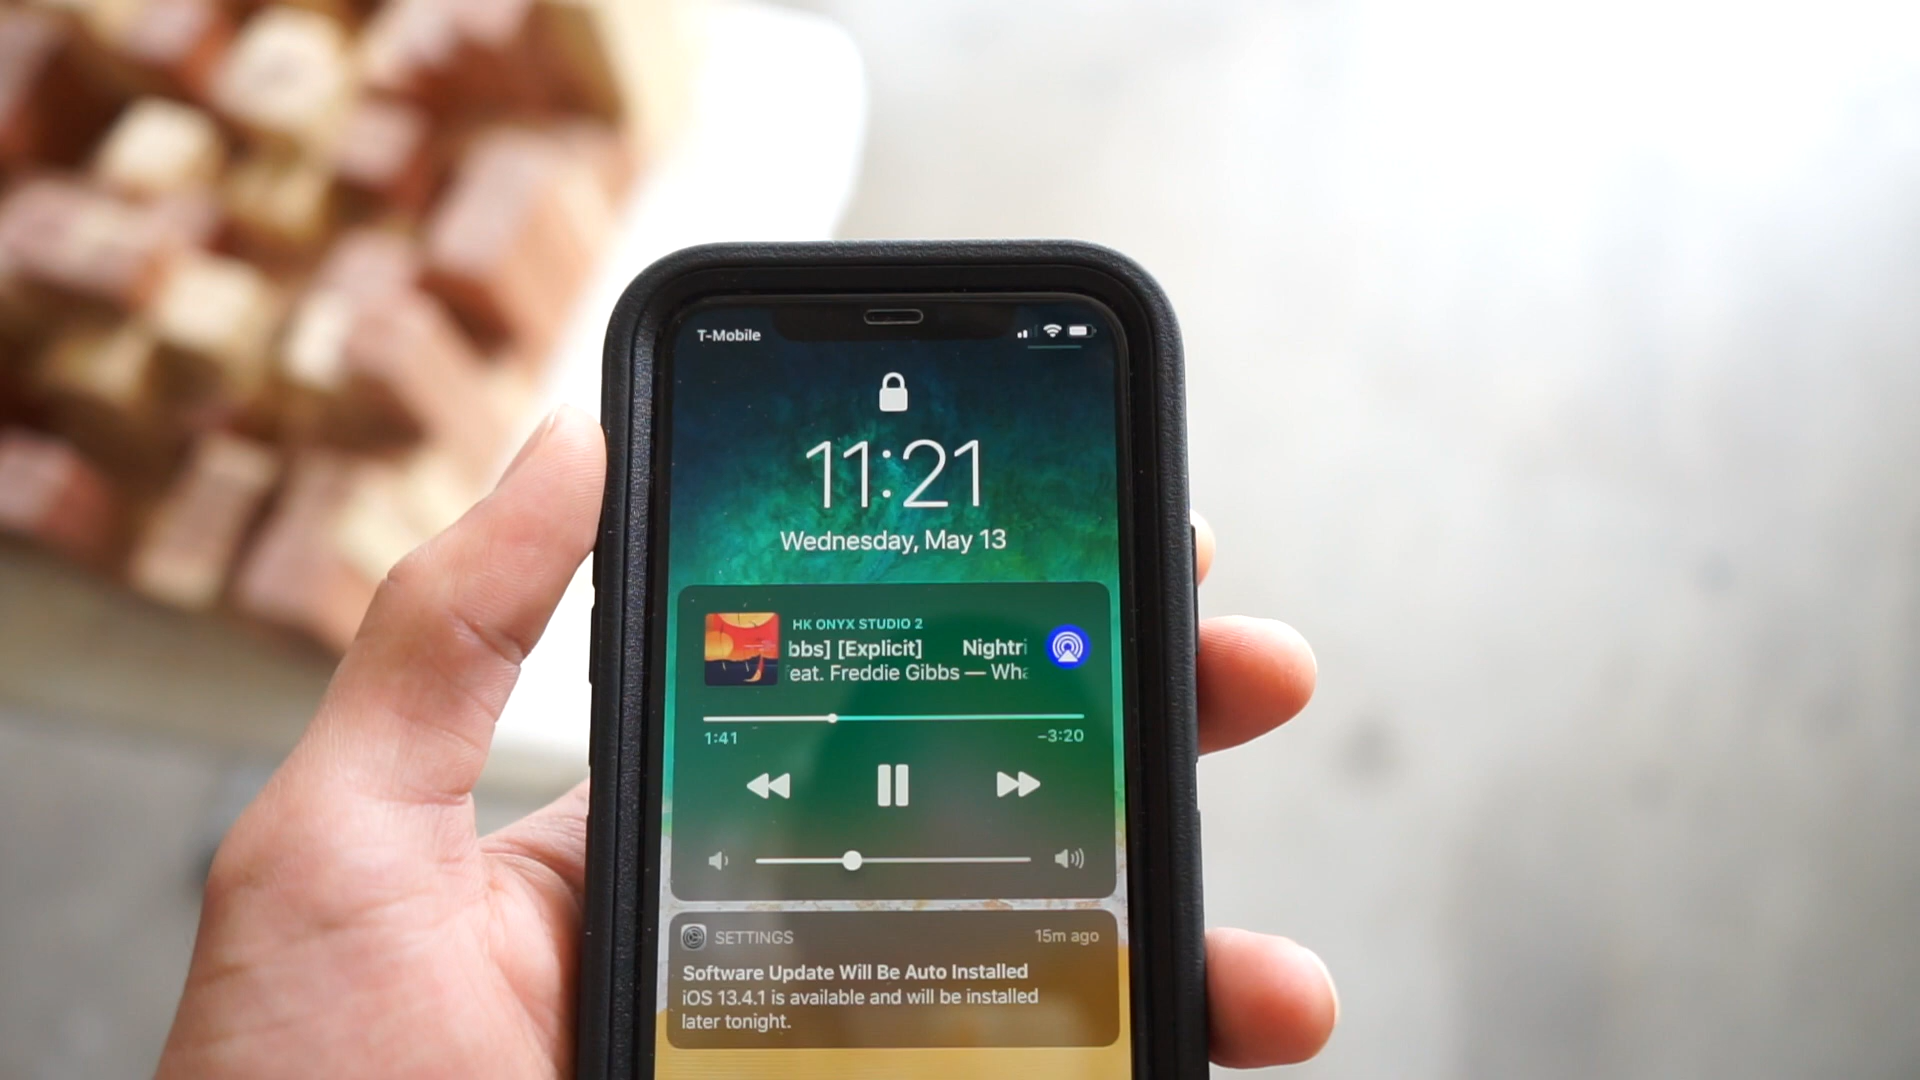 T-Mobile
11:21
Wednesday, May 13
HK ONYX STUDIO 2
bbs] [Explicit] Nightri
eat. Freddie Gibbs — Wha
1:41 -3:20
SETTINGS 15m ago
Software Update Will Be Auto Installed
iOS 13.4.1 is available and will be installed
later tonight.